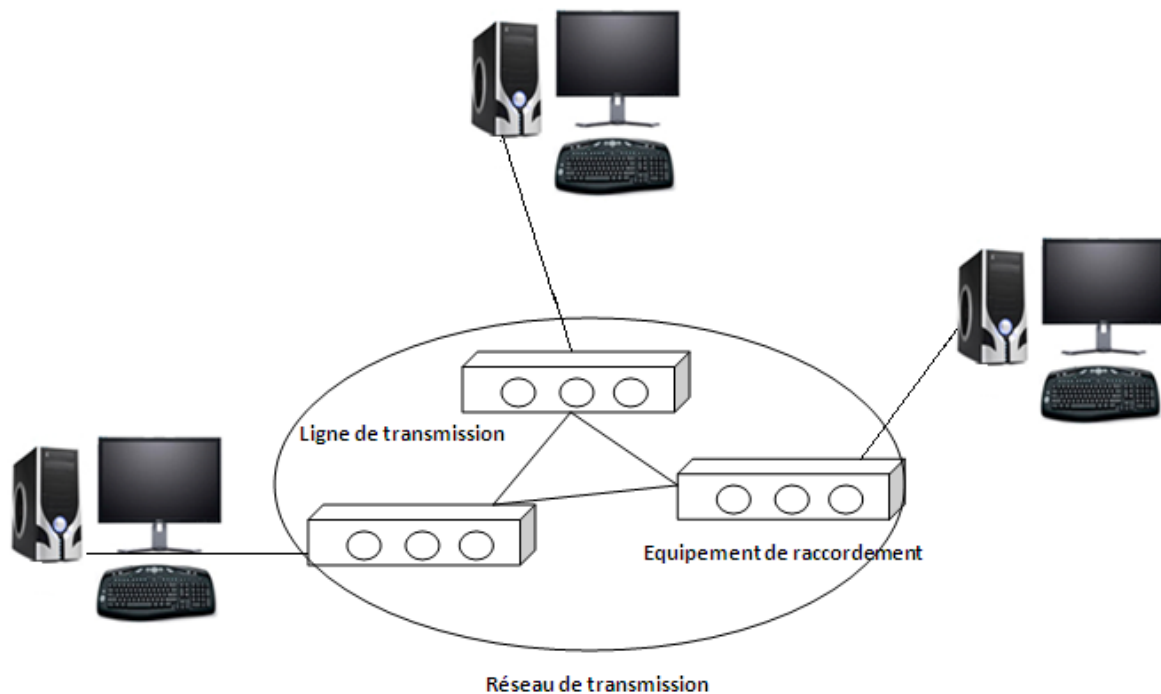 Ligne de transmission
Equipement de raccordement
Réseau de transmission